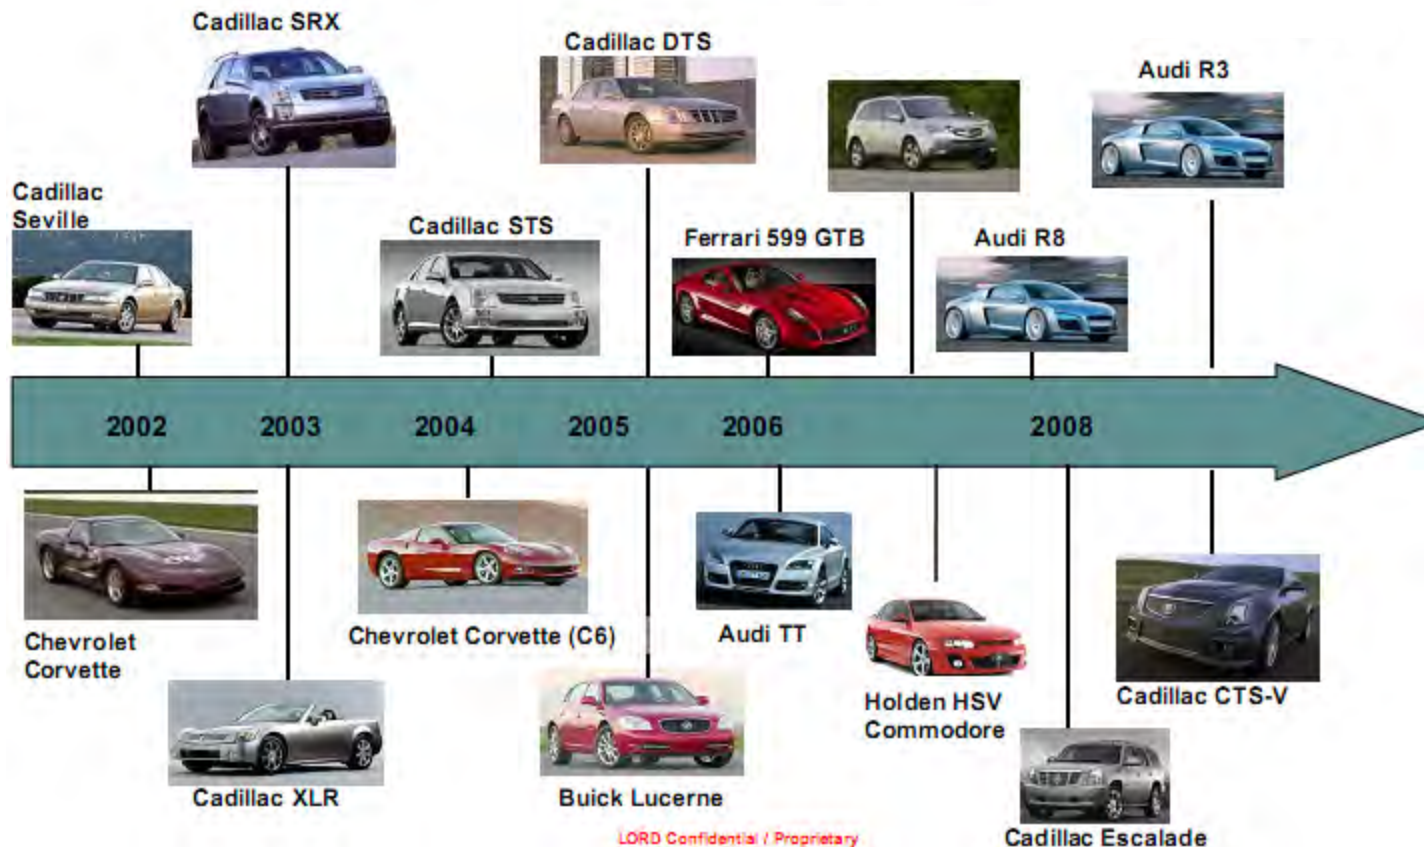 Cadillac SRX
Cadillac DTS
Audi R3
Cadillac
Seville
Cadillac STS
Ferrari 599 GTB
Audi R8
2002
2003
2004
2005
2006
2008
Chevrolet
Corvette
Chevrolet Corvette (C6)
Audi TT
Holden HSV
Commodore
Cadillac CTS-V
Cadillac XLR
Buick Lucerne
Cadillac Escalade
LORD Confidential / Proprietary